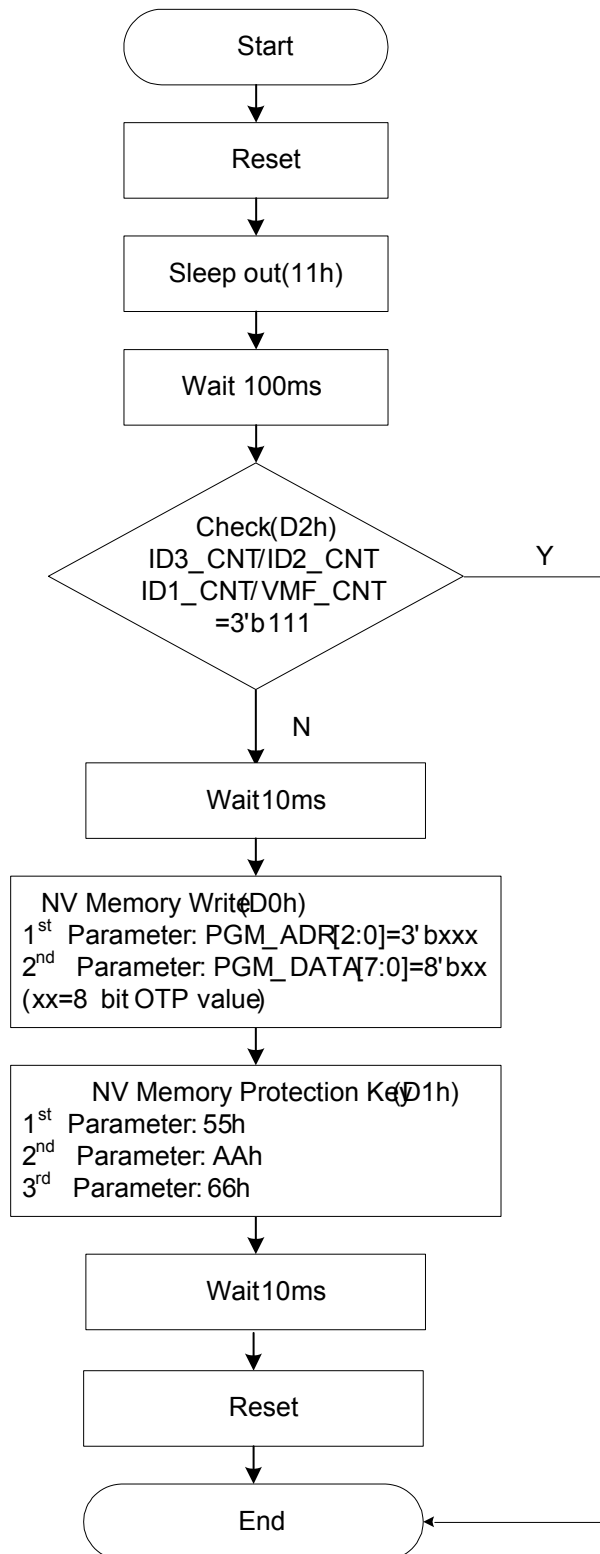 Start
Reset
Sleep out(11h)
Wait 100ms
Check(D2h)
ID3_CNT/ID2_CNT
ID1_CNT/VMF_CNT
=3'b111
Y
N
Wait10ms
NV Memory Write(D0h)
1st Parameter: PGM_ADR[2:0]=3'bxxx
2nd Parameter: PGM_DATA[7:0]=8'bxx
(xx=8 bit OTP value)
NV Memory Protection Key(D1h)
1st Parameter: 55h
2nd Parameter: AAh
3rd Parameter: 66h
Wait10ms
Reset
End